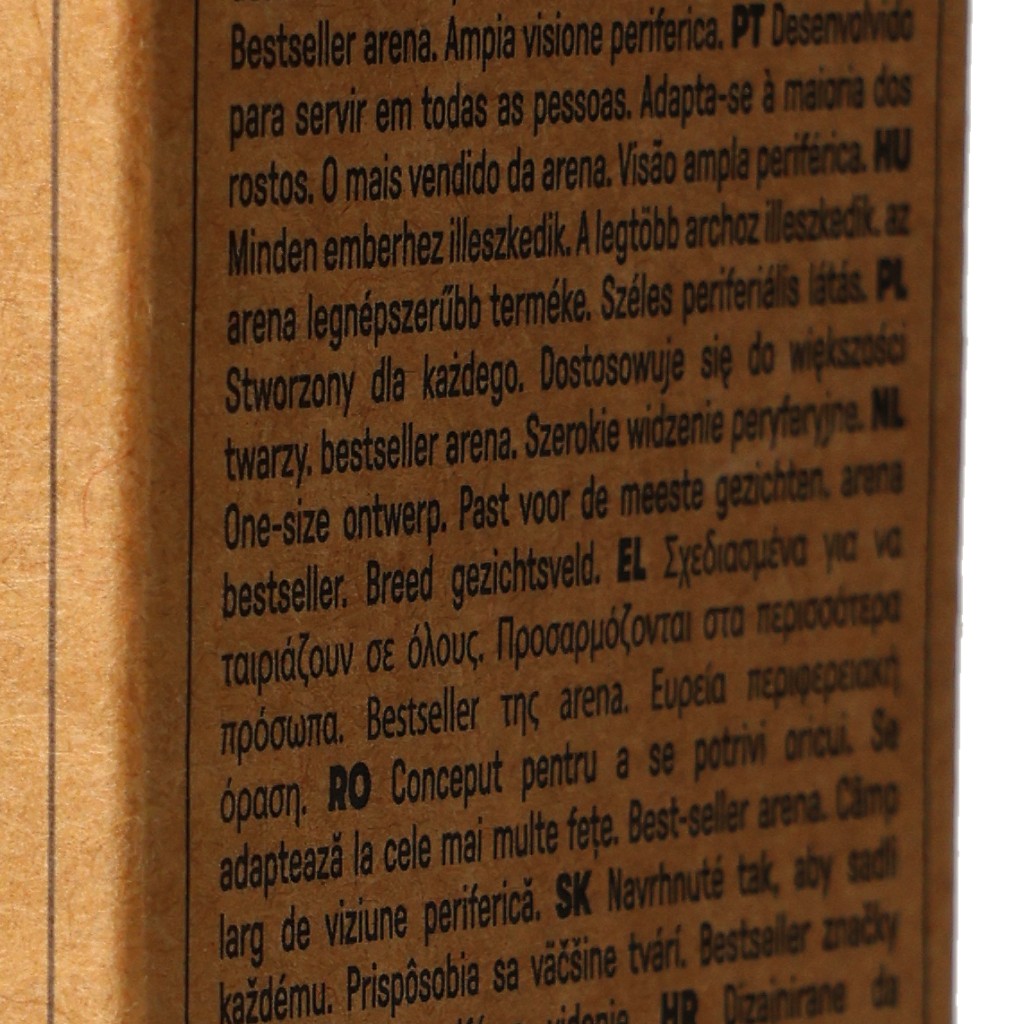 Bestseller arena. Ampia visione periferica. PT Desenvolvido
para servir em todas as pessoas. Adapta-se à maioria dos
rostos. O mais vendido da arena. Visão ampla periférica. HU
Minden emberhez illeszkedik. A legtöbb archoz illeszkedik. az
arena legnépszerűbb terméke. Széles periferiális látás. PL
Stworzony dla każdego. Dostosowuje się do większości
twarzy. bestseller arena. Szerokie widzenie peryferyjne. NL
One-size ontwerp. Past voor de meeste gezichten. arena
bestseller. Breed gezichtsveld. EL Σχεδιασμένα για να
ταιριάζουν σε όλους. Προσαρμόζονται στα περισσότερα
πρόσωπα. Bestseller της arena. Ευρεία περιφερειακή
όραση. RO Conceput pentru a se potrivi oricui. Se
adaptează la cele mai multe fețe. Best-seller arena. Câmp
larg de viziune periferică. SK Navrhnuté tak, aby sadli
každému. Prispôsobia sa väčšine tvárí. Bestseller značky
videnie. HR Dizajnirane da